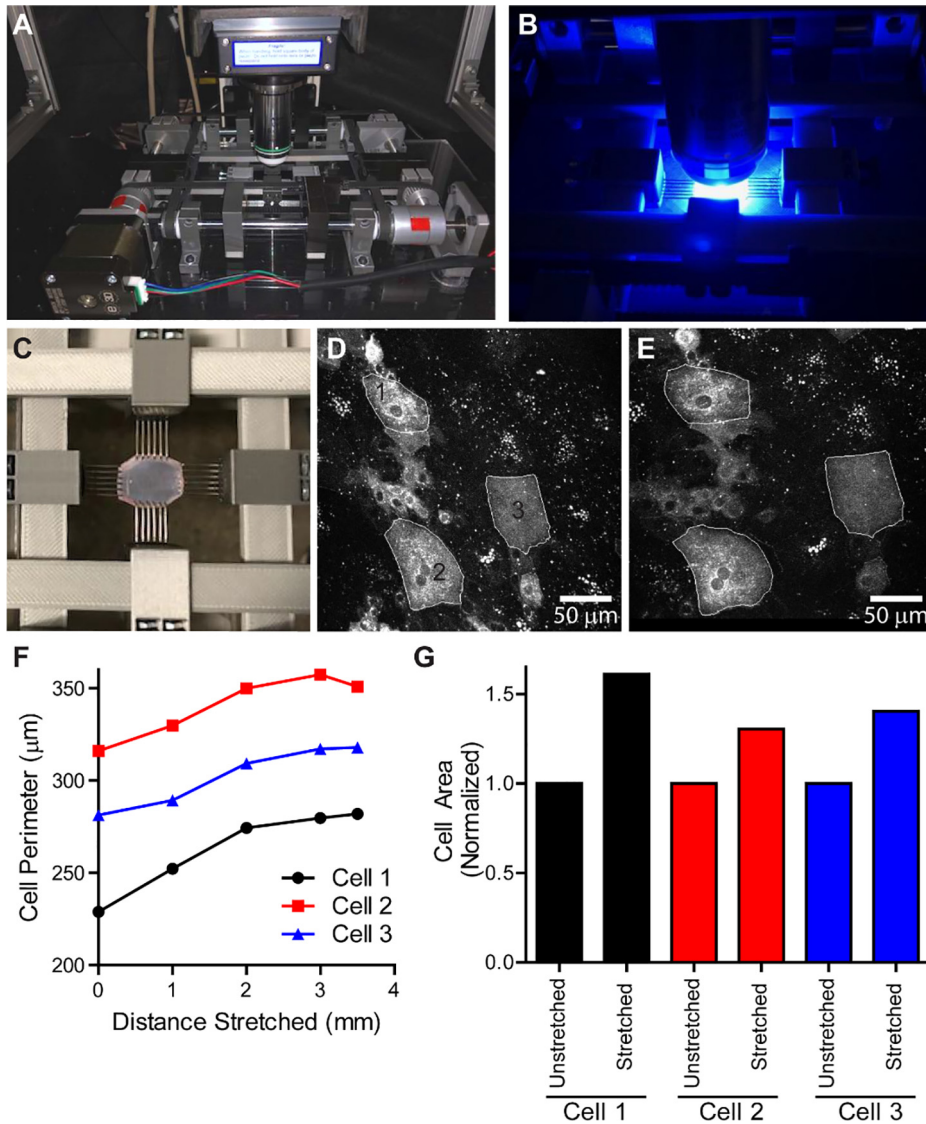 A
B
C
D
E
1
2
3
50 μm
50 μm
F
G
Cell Perimeter (μm)
350
300
250
200
0
1
2
3
4
Distance Stretched (mm)
Cell 1
Cell 2
Cell 3
Cell Area
(Normalized)
1.5
1.0
0.5
0.0
Unstretched
Stretched
Unstretched
Stretched
Unstretched
Stretched
Cell 1
Cell 2
Cell 3